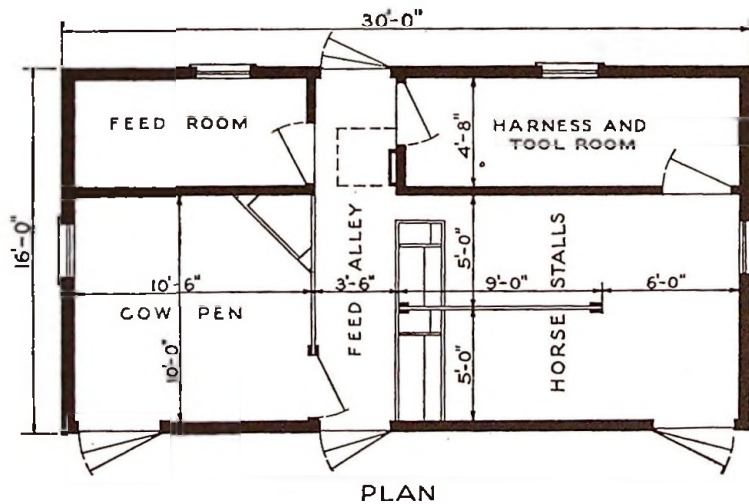 30'-0"
FEED ROOM
HARNESS AND
TOOL ROOM
4'-8"
16'-0"
FEED ALLEY
5'-0"
HORSE STALLS
10'-6"
3'-6"
9'-0"
6'-0"
COW PEN
10'-0"
5'-0"
PLAN